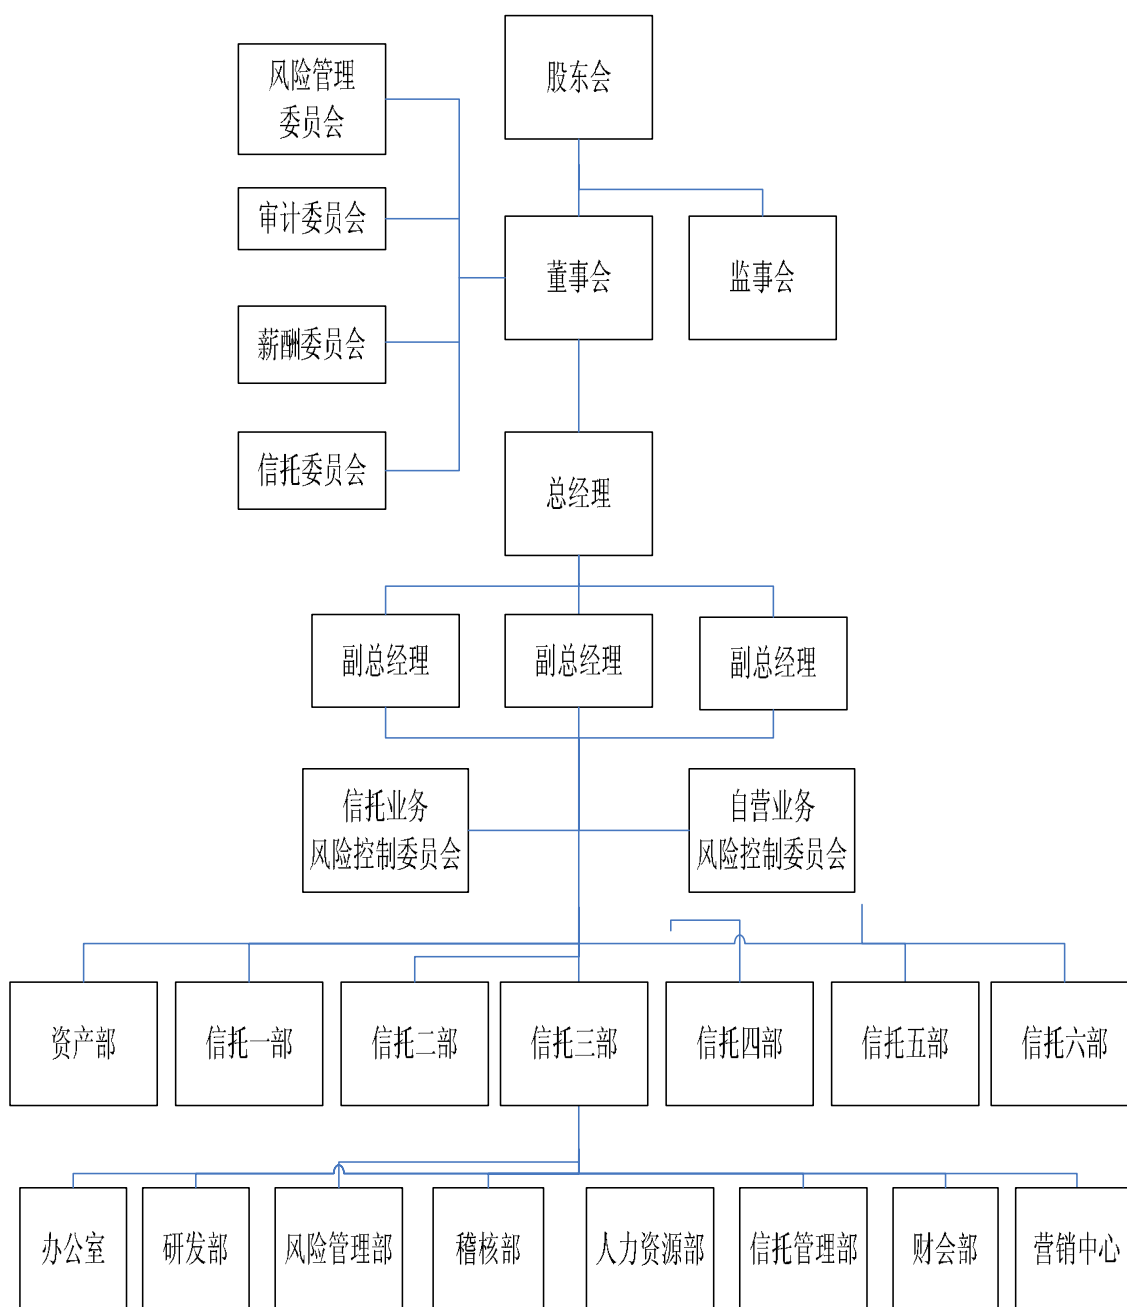 股东会
风险管理
委员会
审计委员会
董事会
监事会
薪酬委员会
信托委员会
总经理
副总经理
副总经理
副总经理
信托业务
风险控制委员会
自营业务
风险控制委员会
资产部
信托一部
信托二部
信托三部
信托四部
信托五部
信托六部
办公室
研发部
风险管理部
稽核部
人力资源部
信托管理部
财会部
营销中心